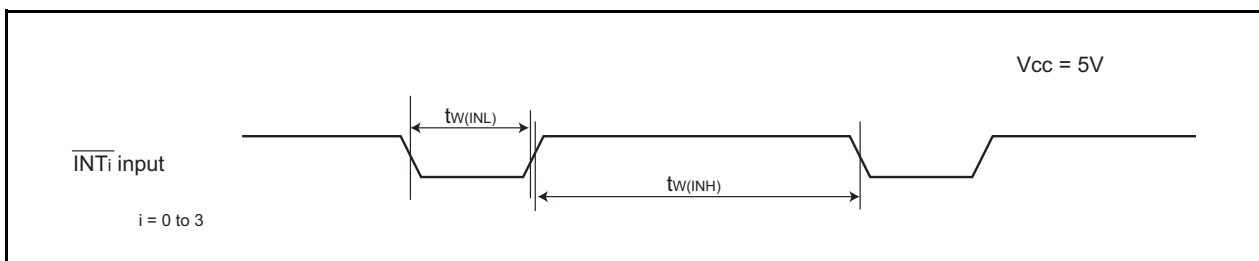 Vcc = 5V
tW(INL)
INTi input
tW(INH)
i = 0 to 3